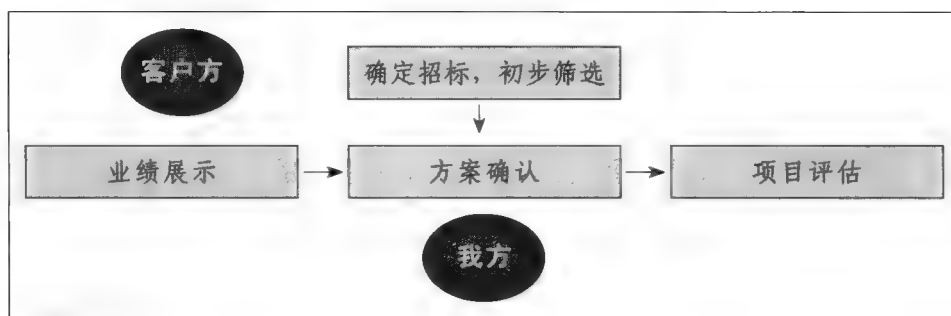 客户方
确定招标，初步筛选
业绩展示
方案确认
项目评估
我方